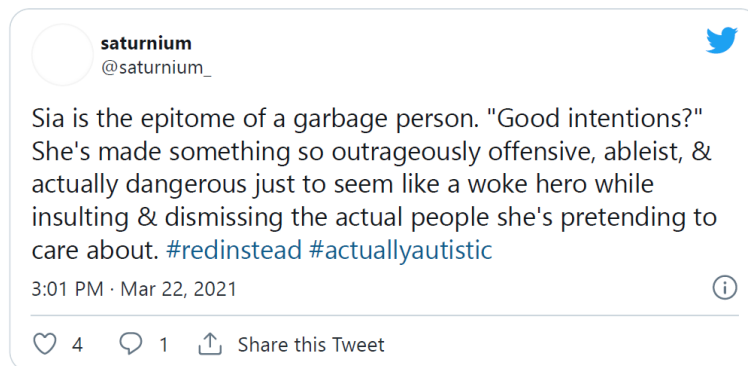 saturnium
@saturnium_
Sia is the epitome of a garbage person. "Good intentions?"
She's made something so outrageously offensive, ableist, &
actually dangerous just to seem like a woke hero while
insulting & dismissing the actual people she's pretending to
care about. #redinstead #actuallyautistic
3:01 PM · Mar 22, 2021
4 1 Share this Tweet